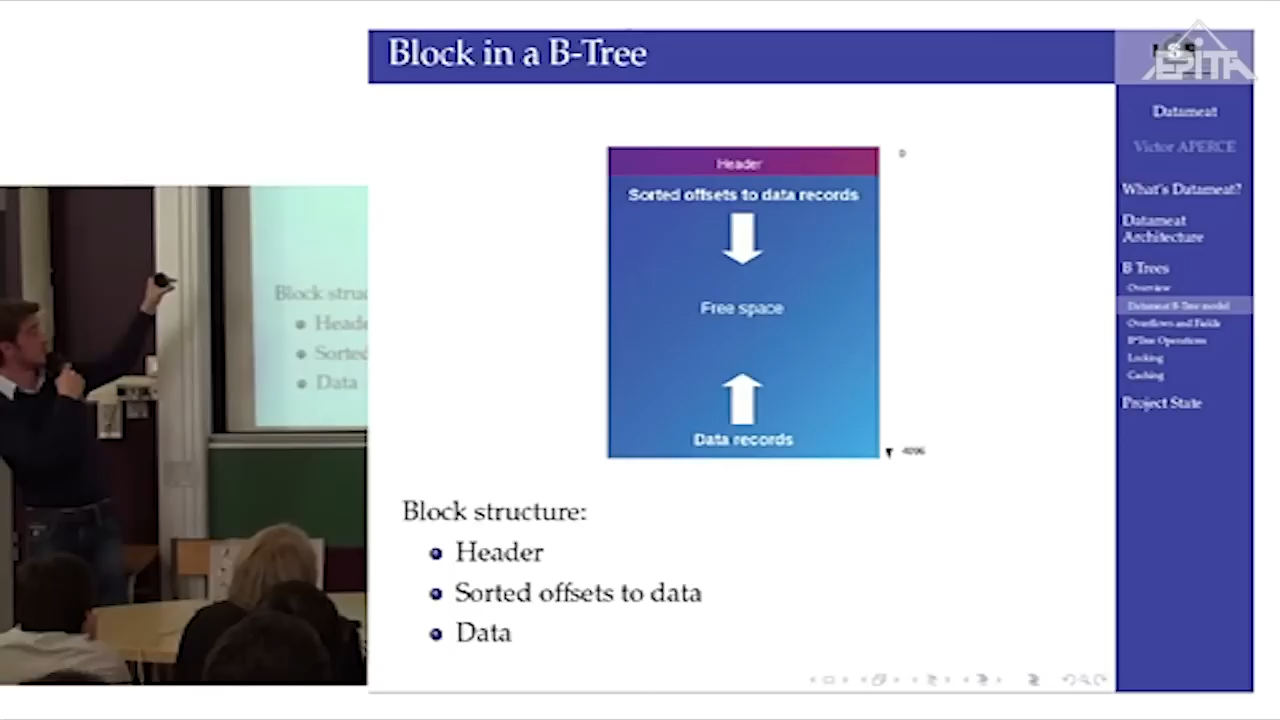 Block in a B-Tree
EPITA
Header
0
Sorted offsets to data records
Free space
Data records
4096
Block structure:
Header
Sorted offsets to data
Data
Datameat
Victor APERCE
What's Datameat?
Datameat
Architecture
B Trees
Overview
Datameat B-Tree model
Overflows and Fields
B+Tree Operations
Locking
Caching
Project State
Block struc
Heade
Sorted
Data